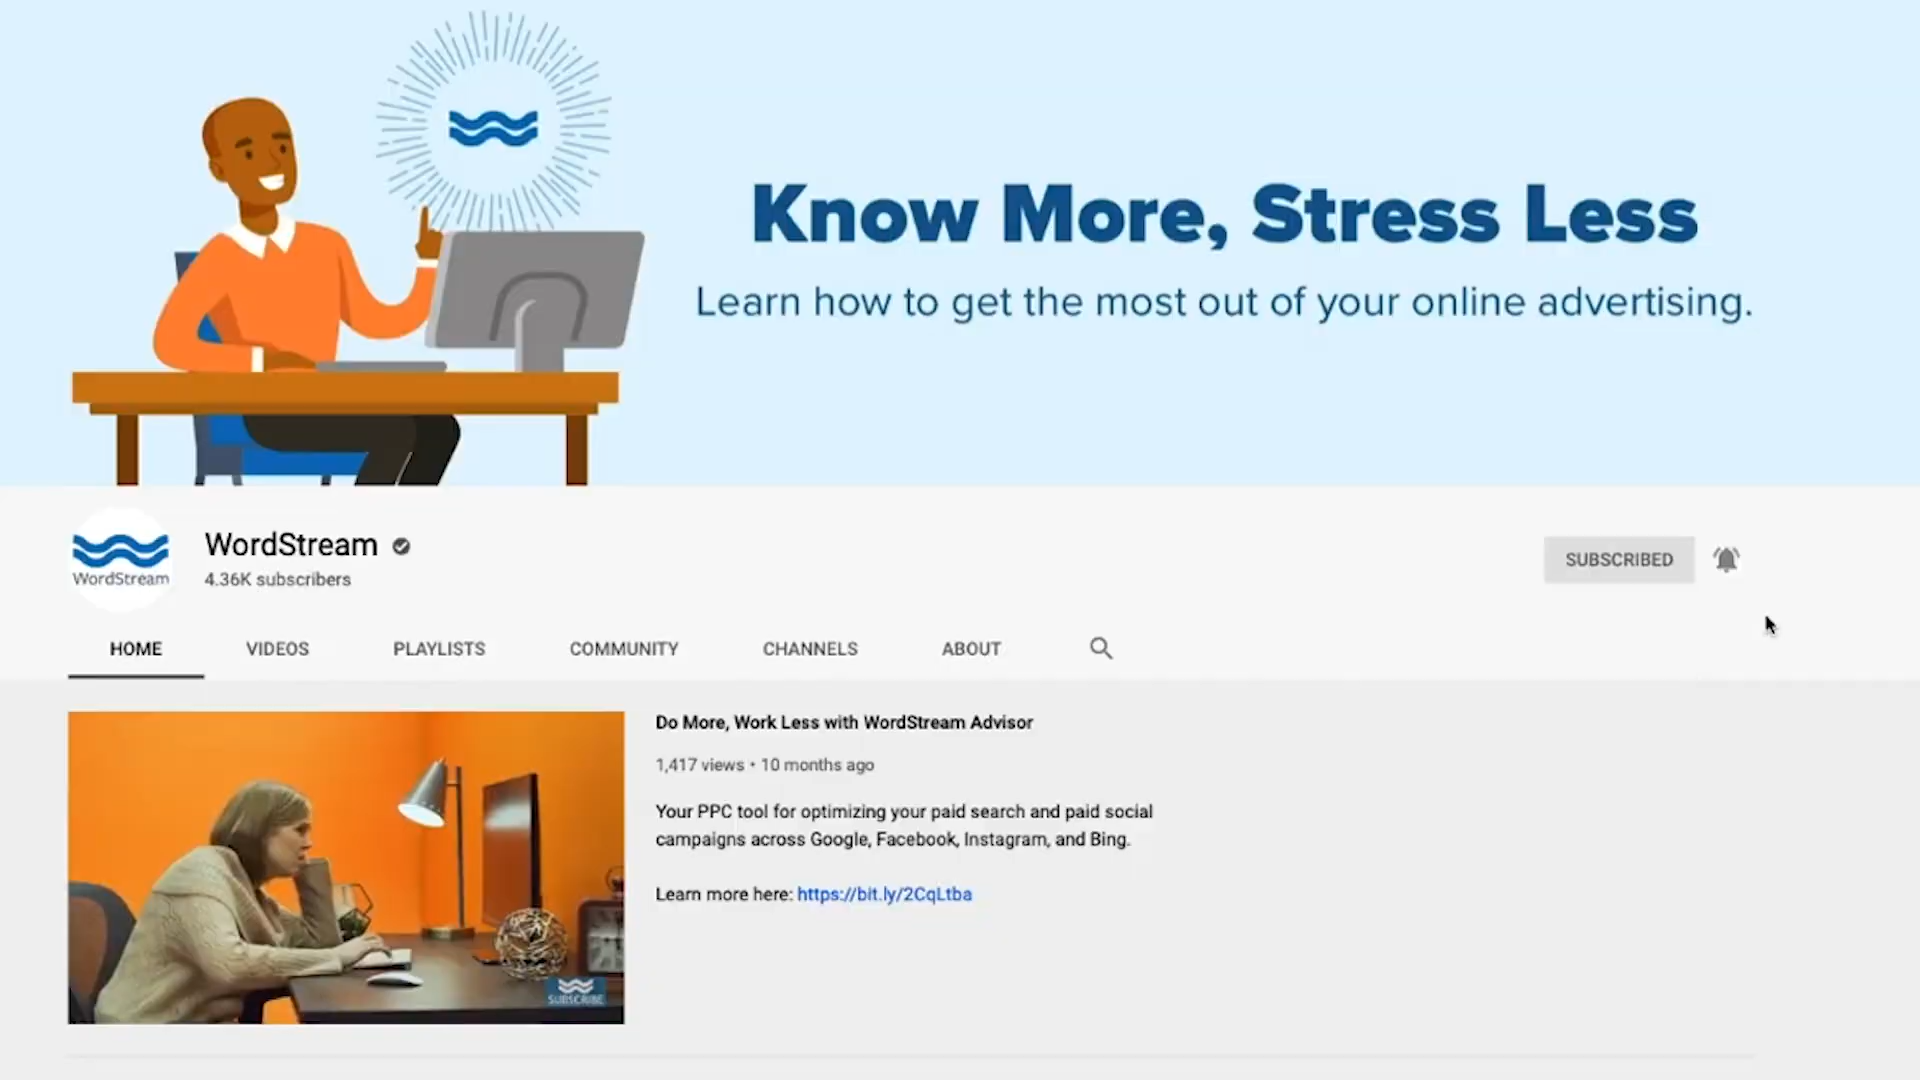 Know More, Stress Less
Learn how to get the most out of your online advertising.
WordStream
WordStream
4.36K subscribers
SUBSCRIBED
HOME
VIDEOS
PLAYLISTS
COMMUNITY
CHANNELS
ABOUT
Do More, Work Less with WordStream Advisor
1,417 views • 10 months ago
Your PPC tool for optimizing your paid search and paid social
campaigns across Google, Facebook, Instagram, and Bing.
Learn more here: https://bit.ly/2CqLtba
SUBSCRIBE